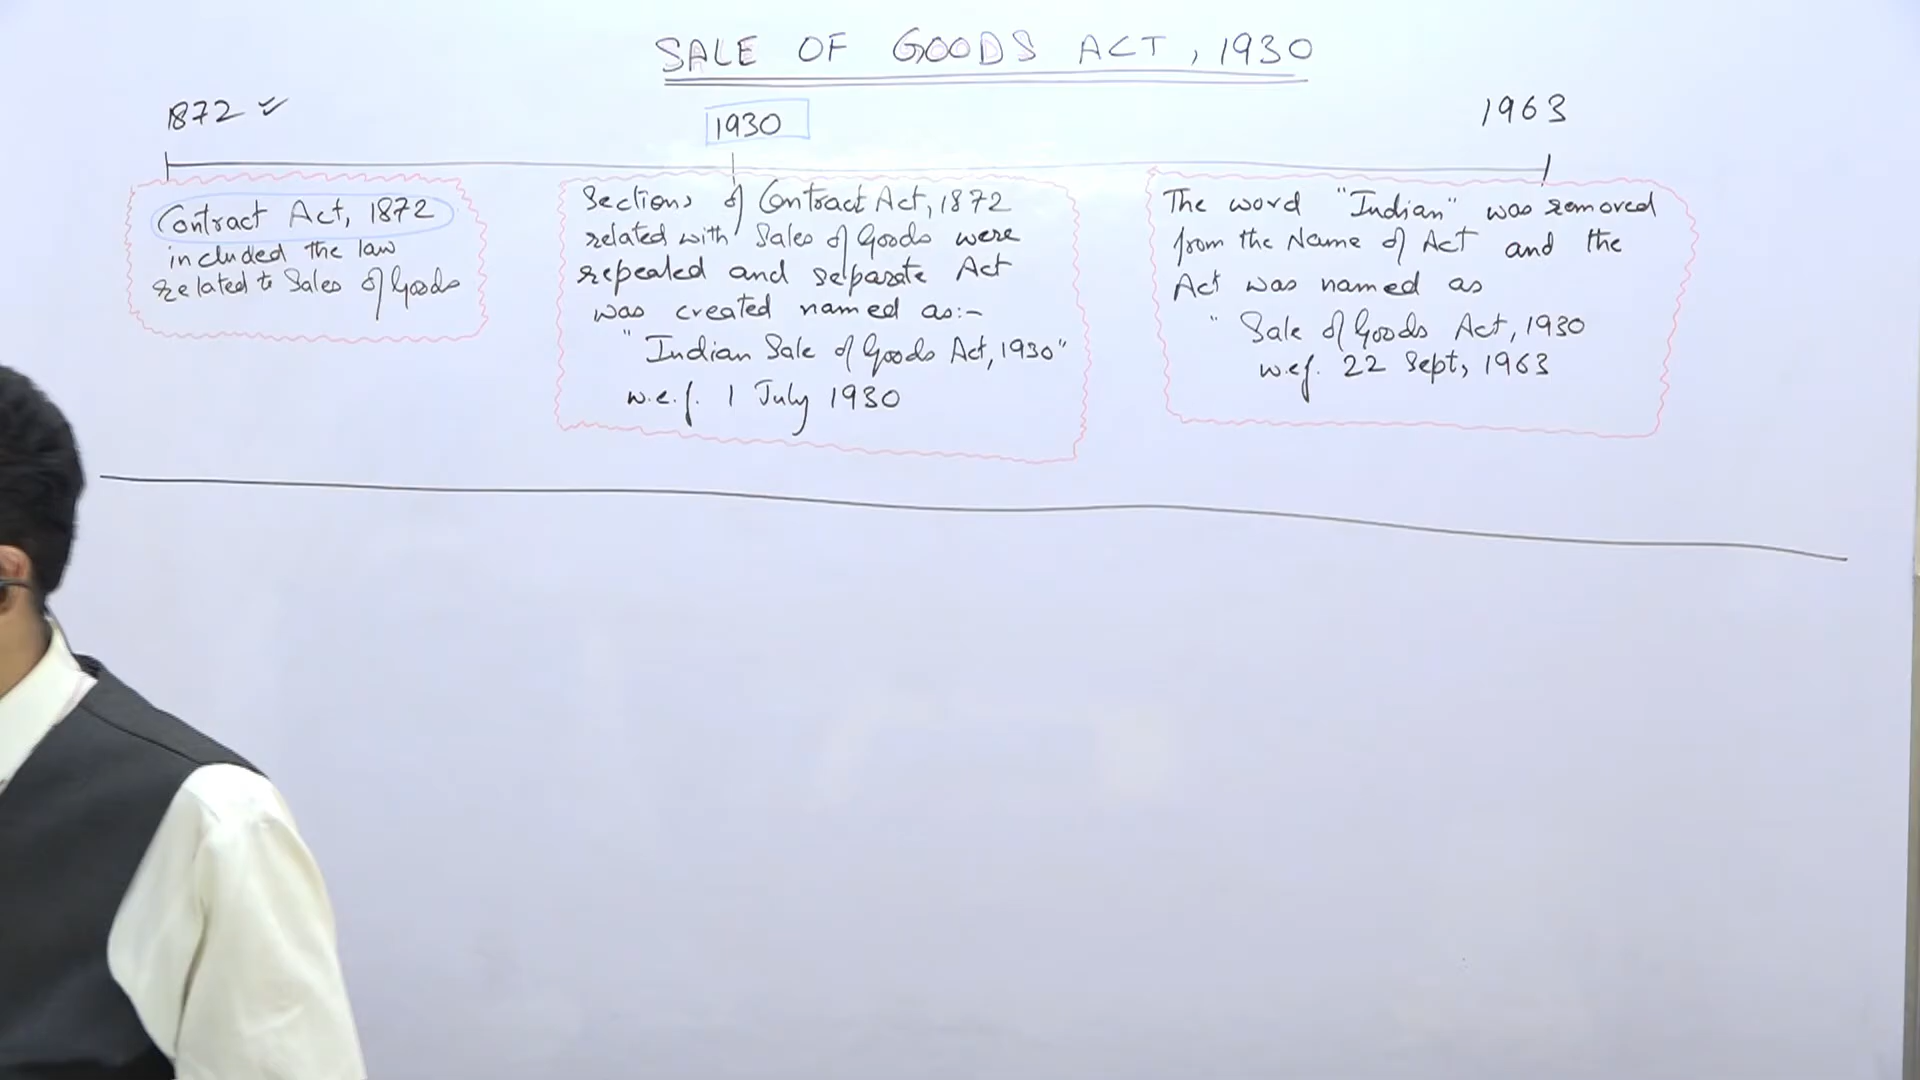 SALE OF GOODS ACT, 1930
1872
1930
1963
Contract Act, 1872
included the law
related to Sales of Goods
Sections of Contract Act, 1872
related with Sales of Goods were
repealed and separate Act
was created named as:-
"Indian Sale of Goods Act, 1930"
w.e.f. 1 July 1930
The word "Indian" was removed
from the Name of Act and the
Act was named as
" Sale of Goods Act, 1930
w.e.f. 22 Sept, 1963